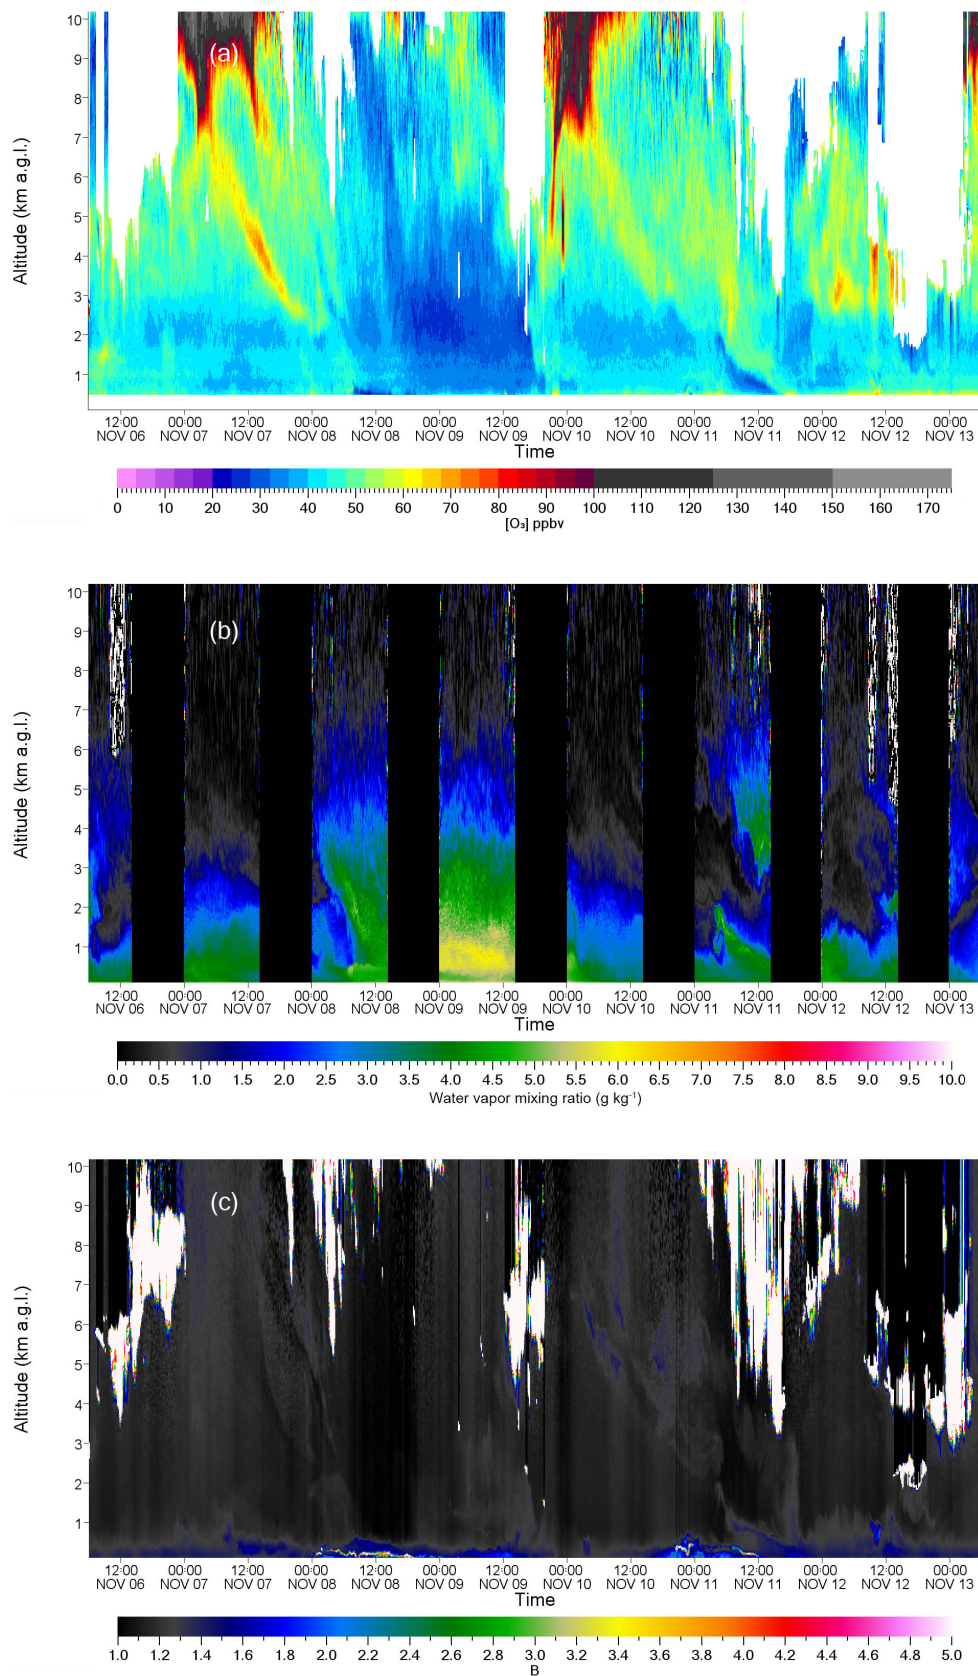 (a)
Altitude (km a.g.l.)
10
9
8
7
6
5
4
3
2
1
12:00 00:00 12:00 00:00 12:00 00:00 12:00 00:00 12:00 00:00 12:00 00:00 12:00 00:00
NOV 06 NOV 07 NOV 07 NOV 08 NOV 08 NOV 09 NOV 09 NOV 10 NOV 10 NOV 11 NOV 11 NOV 12 NOV 12 NOV 13
Time
0 10 20 30 40 50 60 70 80 90 100 110 120 130 140 150 160 170
[O₃] ppbv
(b)
Altitude (km a.g.l.)
10
9
8
7
6
5
4
3
2
1
12:00 00:00 12:00 00:00 12:00 00:00 12:00 00:00 12:00 00:00 12:00 00:00 12:00 00:00
NOV 06 NOV 07 NOV 07 NOV 08 NOV 08 NOV 09 NOV 09 NOV 10 NOV 10 NOV 11 NOV 11 NOV 12 NOV 12 NOV 13
Time
0.0 0.5 1.0 1.5 2.0 2.5 3.0 3.5 4.0 4.5 5.0 5.5 6.0 6.5 7.0 7.5 8.0 8.5 9.0 9.5 10.0
Water vapor mixing ratio (g kg⁻¹)
(c)
Altitude (km a.g.l.)
10
9
8
7
6
5
4
3
2
1
12:00 00:00 12:00 00:00 12:00 00:00 12:00 00:00 12:00 00:00 12:00 00:00 12:00 00:00
NOV 06 NOV 07 NOV 07 NOV 08 NOV 08 NOV 09 NOV 09 NOV 10 NOV 10 NOV 11 NOV 11 NOV 12 NOV 12 NOV 13
Time
1.0 1.2 1.4 1.6 1.8 2.0 2.2 2.4 2.6 2.8 3.0 3.2 3.4 3.6 3.8 4.0 4.2 4.4 4.6 4.8 5.0
B